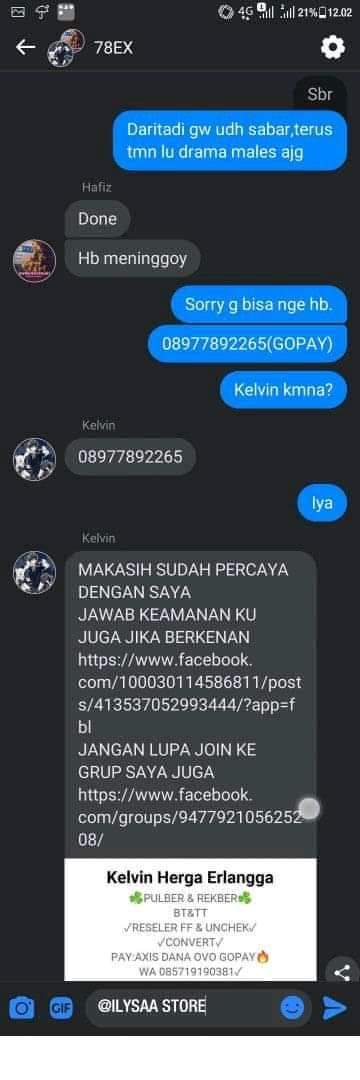 4G 21% 12.02
78EX
Sbr
Daritadi gw udh sabar,terus
tmn lu drama males ajg
Hafiz
Done
Hb meninggoy
Sorry g bisa nge hb.
08977892265(GOPAY)
Kelvin kmna?
Kelvin
08977892265
Iya
Kelvin
MAKASIH SUDAH PERCAYA
DENGAN SAYA
JAWAB KEAMANAN KU
JUGA JIKA BERKENAN
https://www.facebook.
com/100030114586811/post
s/413537052993444/?app=f
bl
JANGAN LUPA JOIN KE
GRUP SAYA JUGA
https://www.facebook.
com/groups/9477921056252
08/
Kelvin Herga Erlangga
🍀PULBER & REKBER🍀
BT&TT
✓RESELER FF & UNCHEK✓
✓CONVERT✓
PAY:AXIS DANA OVO GOPAY🔥
WA 085719190381✓
GIF
@ILYSAA STORE